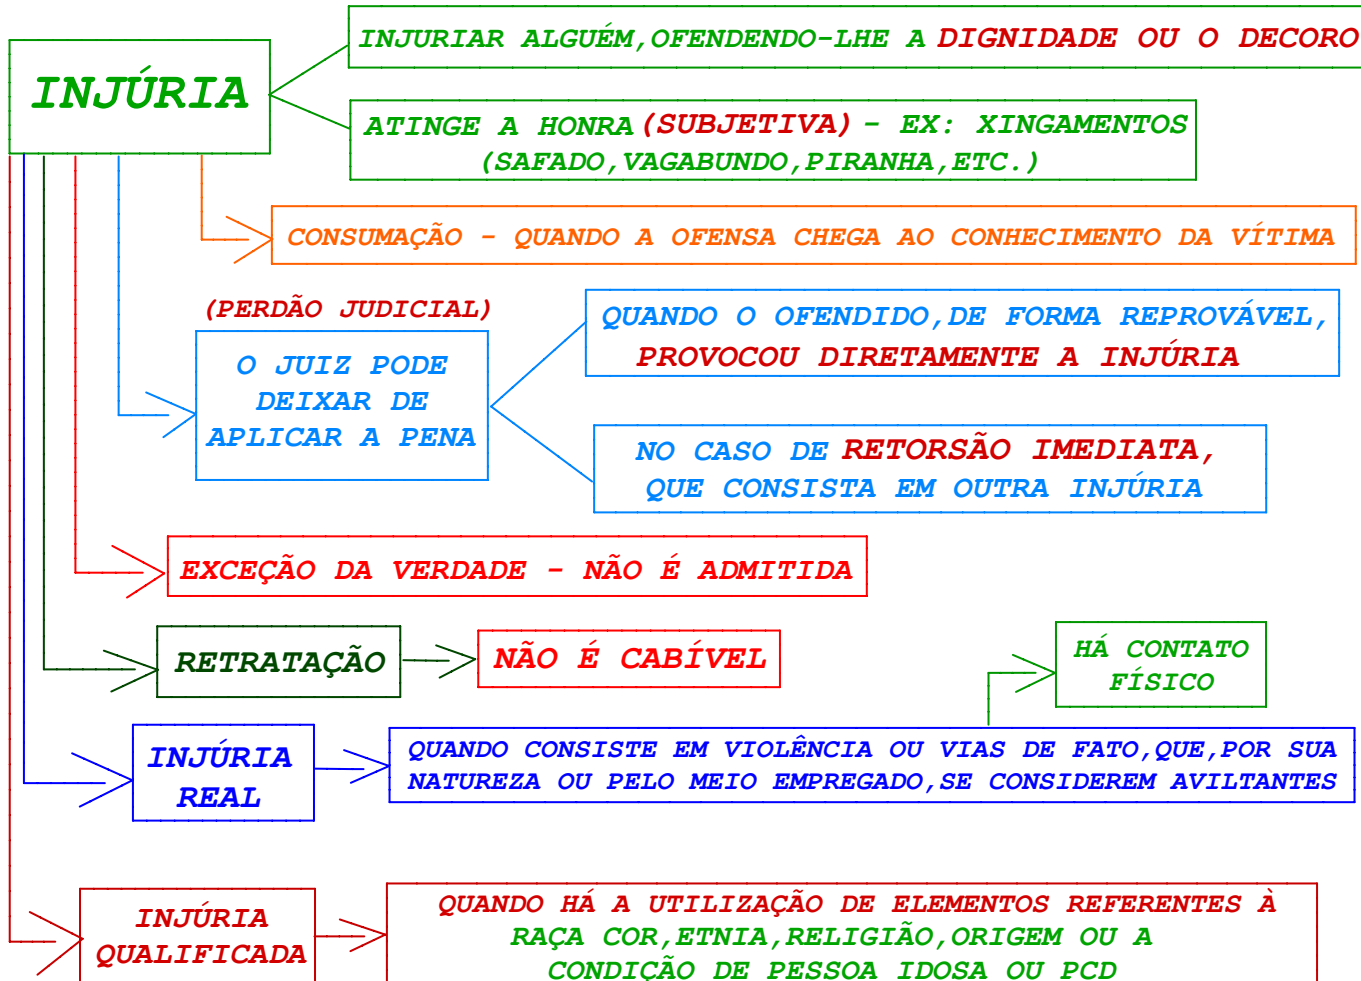 INJÚRIA
INJURIAR ALGUÉM,OFENDENDO-LHE A DIGNIDADE OU O DECORO
ATINGE A HONRA (SUBJETIVA) - EX: XINGAMENTOS
(SAFADO,VAGABUNDO,PIRANHA,ETC.)
CONSUMAÇÃO - QUANDO A OFENSA CHEGA AO CONHECIMENTO DA VÍTIMA
(PERDÃO JUDICIAL)
O JUIZ PODE
DEIXAR DE
APLICAR A PENA
QUANDO O OFENDIDO,DE FORMA REPROVÁVEL,
PROVOCOU DIRETAMENTE A INJÚRIA
NO CASO DE RETORSÃO IMEDIATA,
QUE CONSISTA EM OUTRA INJÚRIA
EXCEÇÃO DA VERDADE - NÃO É ADMITIDA
RETRATAÇÃO
NÃO É CABÍVEL
HÁ CONTATO
FÍSICO
INJÚRIA
REAL
QUANDO CONSISTE EM VIOLÊNCIA OU VIAS DE FATO,QUE,POR SUA
NATUREZA OU PELO MEIO EMPREGADO,SE CONSIDEREM AVILTANTES
INJÚRIA
QUALIFICADA
QUANDO HÁ A UTILIZAÇÃO DE ELEMENTOS REFERENTES À
RAÇA COR,ETNIA,RELIGIÃO,ORIGEM OU A
CONDIÇÃO DE PESSOA IDOSA OU PCD